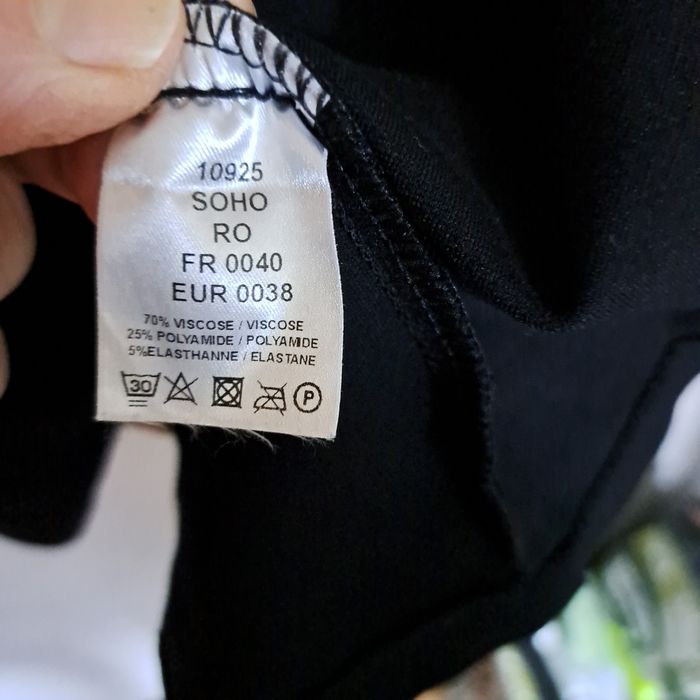 10925
SOHO
RO
FR 0040
EUR 0038
70% VISCOSE / VISCOSE
25% POLYAMIDE / POLYAMIDE
5%ELASTHANNE / ELASTANE
30 P